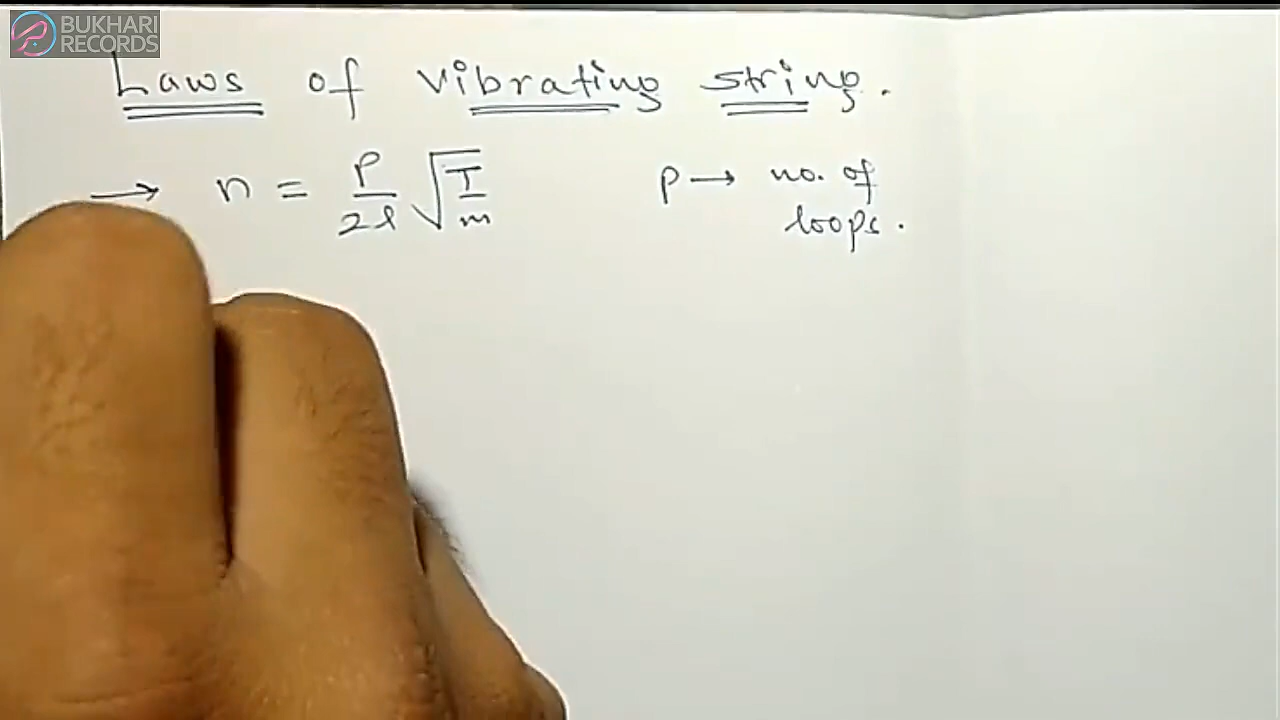 BUKHARI
RECORDS
Laws of vibrating string.
→ n = P/2l √T/m
p → no. of
loops.